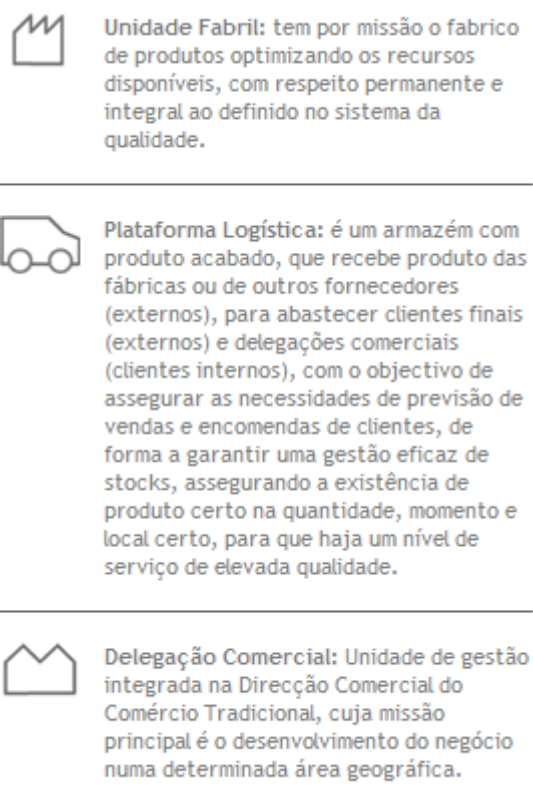 Unidade Fabril: tem por missão o fabrico
de produtos optimizando os recursos
disponíveis, com respeito permanente e
integral ao definido no sistema da
qualidade.
Plataforma Logística: é um armazém com
produto acabado, que recebe produto das
fábricas ou de outros fornecedores
(externos), para abastecer clientes finais
(externos) e delegações comerciais
(clientes internos), com o objectivo de
assegurar as necessidades de previsão de
vendas e encomendas de clientes, de
forma a garantir uma gestão eficaz de
stocks, assegurando a existência de
produto certo na quantidade, momento e
local certo, para que haja um nível de
serviço de elevada qualidade.
Delegação Comercial: Unidade de gestão
integrada na Direcção Comercial do
Comércio Tradicional, cuja missão
principal é o desenvolvimento do negócio
numa determinada área geográfica.